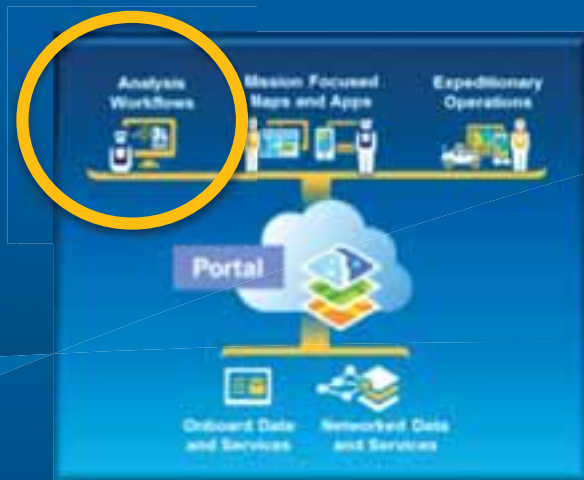 Analysis
Workflows
Mission Focused
Maps and Apps
Expeditionary
Operations
Portal
Onboard Data
and Services
Networked Data
and Services